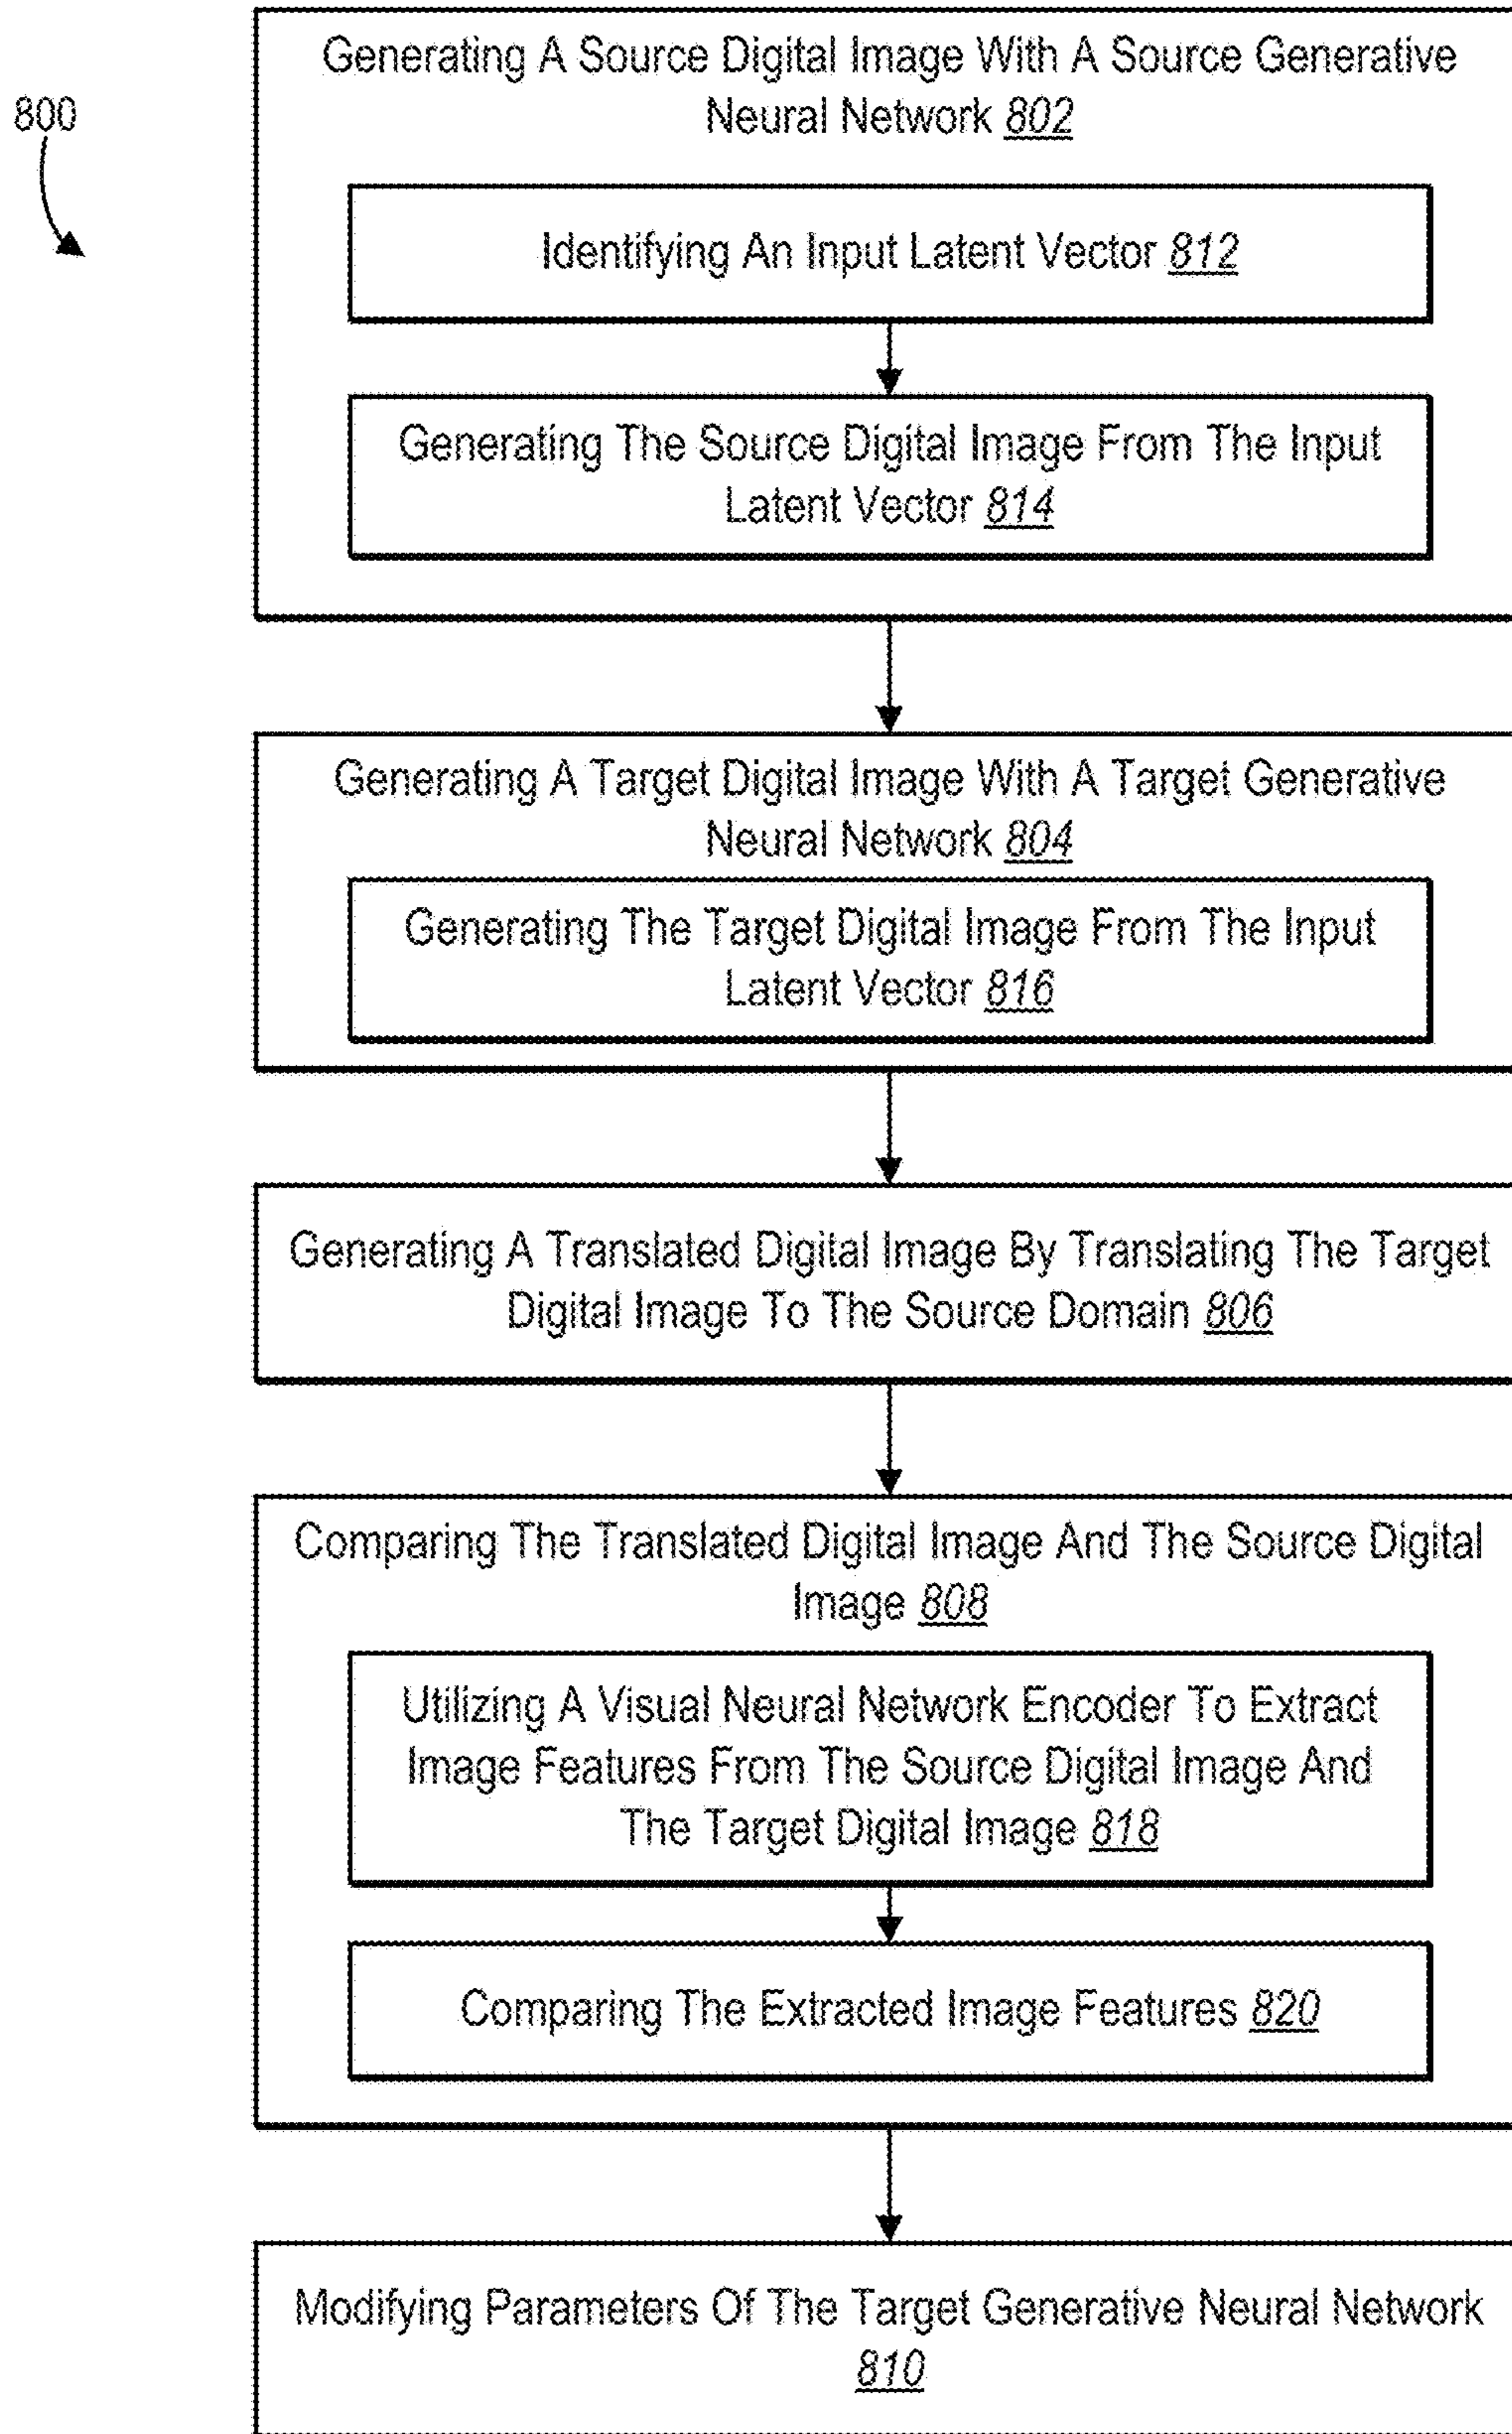 800
Generating A Source Digital Image With A Source Generative
Neural Network 802
Identifying An Input Latent Vector 812
Generating The Source Digital Image From The Input
Latent Vector 814
Generating A Target Digital Image With A Target Generative
Neural Network 804
Generating The Target Digital Image From The Input
Latent Vector 816
Generating A Translated Digital Image By Translating The Target
Digital Image To The Source Domain 806
Comparing The Translated Digital Image And The Source Digital
Image 808
Utilizing A Visual Neural Network Encoder To Extract
Image Features From The Source Digital Image And
The Target Digital Image 818
Comparing The Extracted Image Features 820
Modifying Parameters Of The Target Generative Neural Network
810